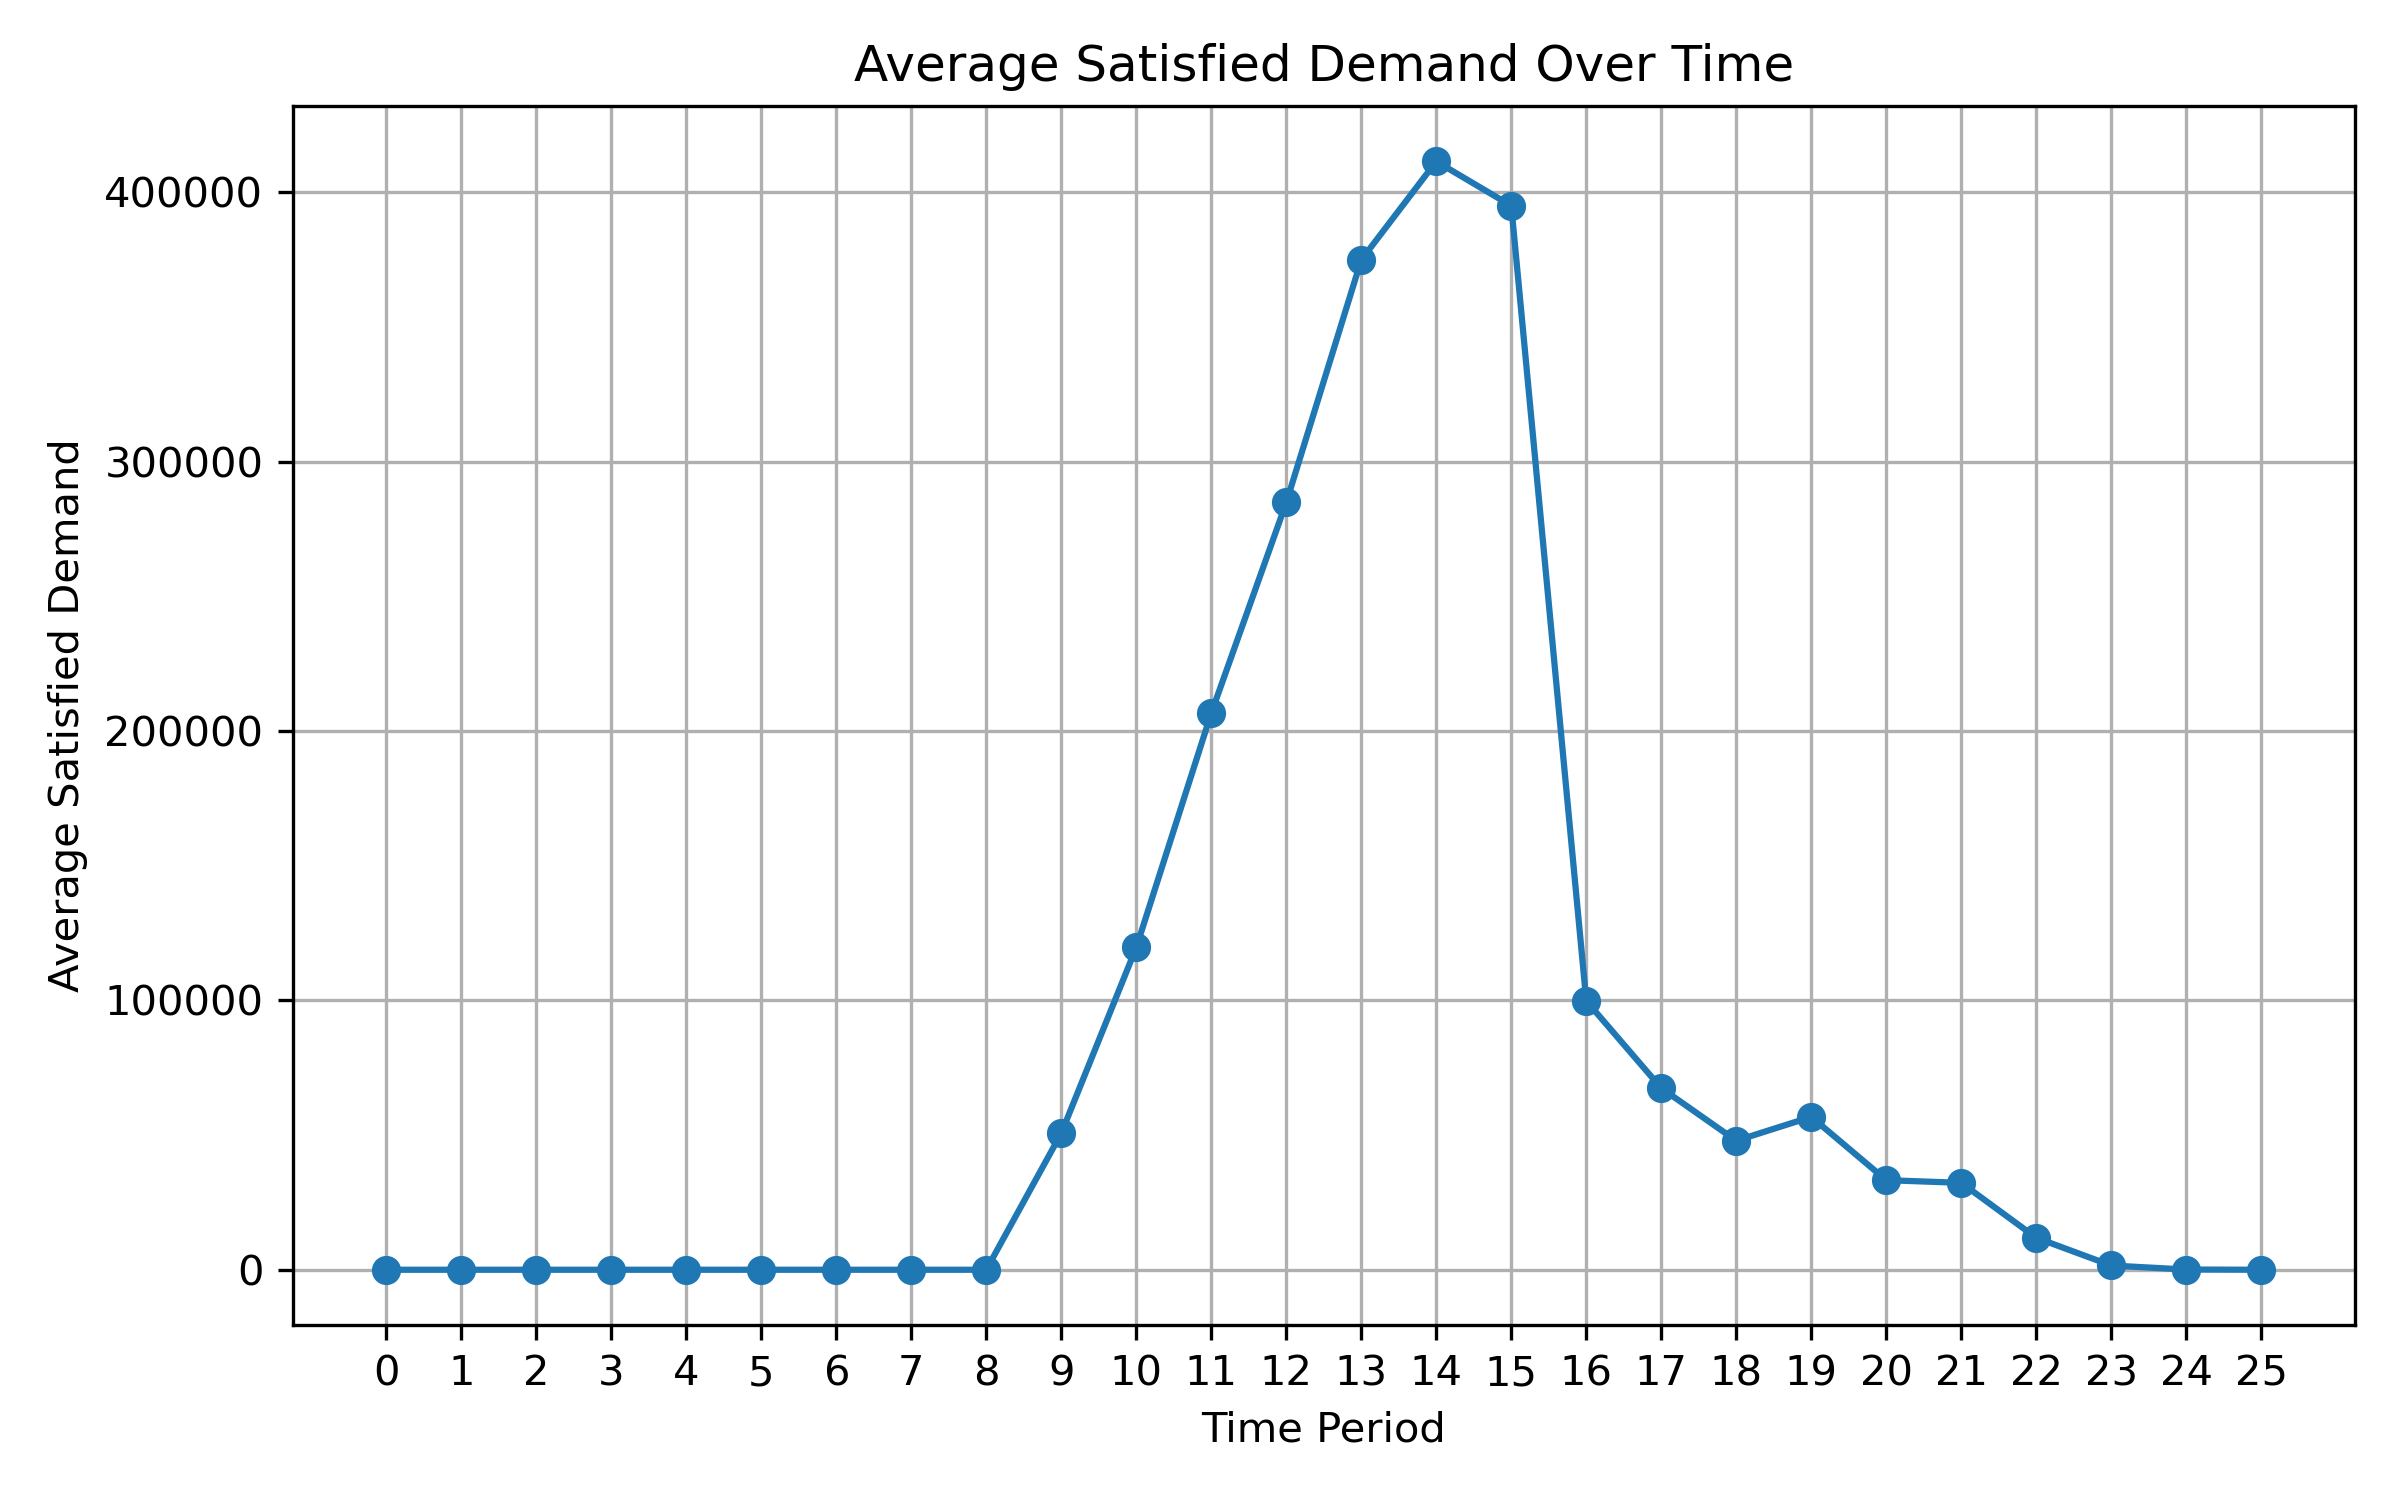 Average Satisfied Demand Over Time
Average Satisfied Demand
400000
300000
200000
100000
0
0 1 2 3 4 5 6 7 8 9 10 11 12 13 14 15 16 17 18 19 20 21 22 23 24 25
Time Period